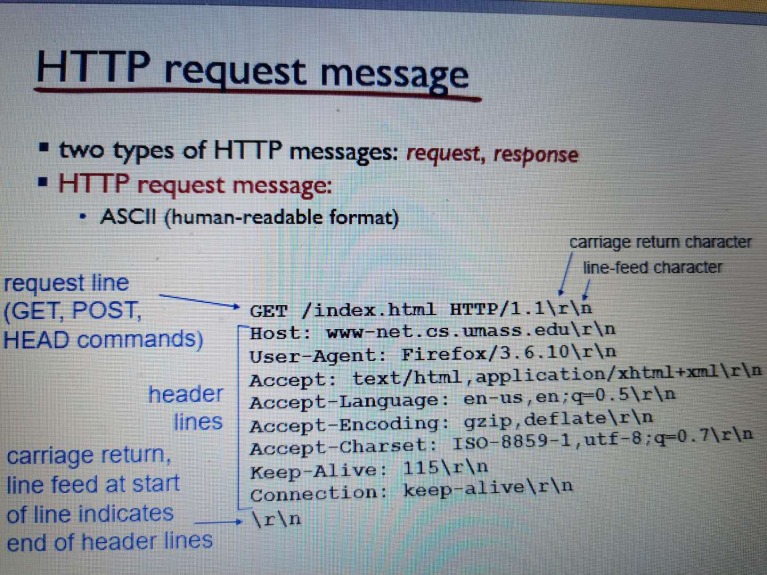 HTTP request message
▪ two types of HTTP messages: request, response
▪ HTTP request message:
• ASCII (human-readable format)
carriage return character
line-feed character
request line
(GET, POST,
HEAD commands)
GET /index.html HTTP/1.1\r\n
Host: www-net.cs.umass.edu\r\n
User-Agent: Firefox/3.6.10\r\n
Accept: text/html,application/xhtml+xml\r\n
Accept-Language: en-us,en;q=0.5\r\n
Accept-Encoding: gzip,deflate\r\n
Accept-Charset: ISO-8859-1,utf-8;q=0.7\r\n
Keep-Alive: 115\r\n
Connection: keep-alive\r\n
\r\n
header
lines
carriage return,
line feed at start
of line indicates
end of header lines